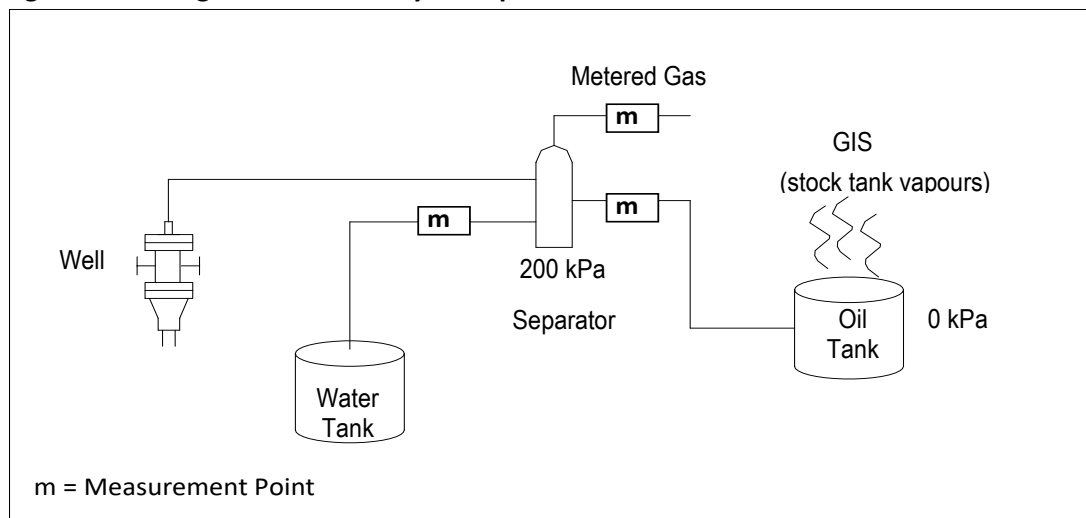 Metered Gas
m
GIS
(stock tank vapours)
m
m
Well
200 kPa
Separator
Oil
Tank
0 kPa
Water
Tank
m = Measurement Point